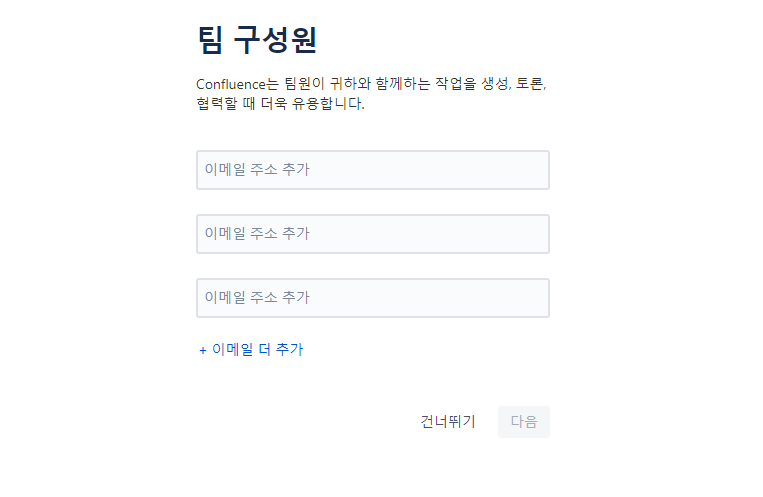 팀 구성원
Confluence는 팀원이 귀하와 함께하는 작업을 생성, 토론,
협력할 때 더욱 유용합니다.
이메일 주소 추가
이메일 주소 추가
이메일 주소 추가
+ 이메일 더 추가
건너뛰기
다음